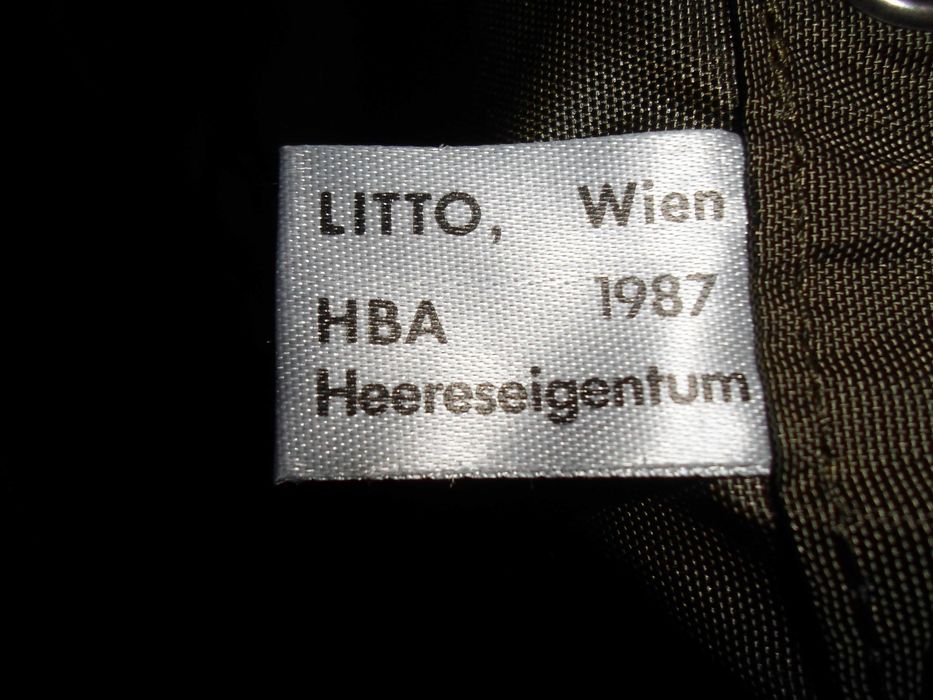 LITTO, Wien
HBA 1987
Heereseigentum